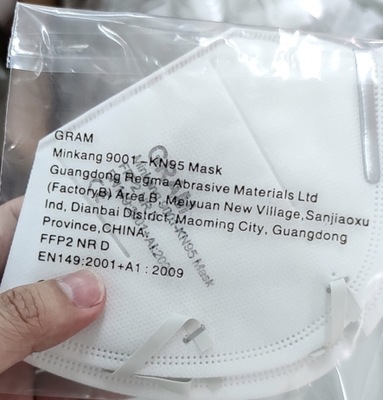 GRAM
Minkang 9001-KN95 Mask
Guangdong Regma Abrasive Materials Ltd
(FactoryB) Area B, Meiyuan New Village, Sanjiaoxu
Ind, Dianbai District, Maoming City, Guangdong
Province, CHINA
FFP2 NR D
EN149:2001+A1:2009
GRAM